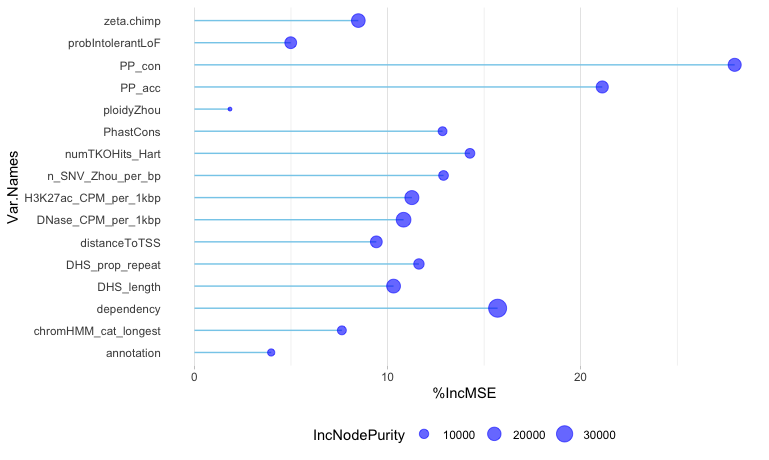 zeta.chimp
probIntolerantLoF
PP_con
PP_acc
ploidyZhou
PhastCons
numTKOHits_Hart
n_SNV_Zhou_per_bp
H3K27ac_CPM_per_1kbp
DNase_CPM_per_1kbp
distanceToTSS
DHS_prop_repeat
DHS_length
dependency
chromHMM_cat_longest
annotation
Var.Names
0 10 20
%IncMSE
IncNodePurity 10000 20000 30000